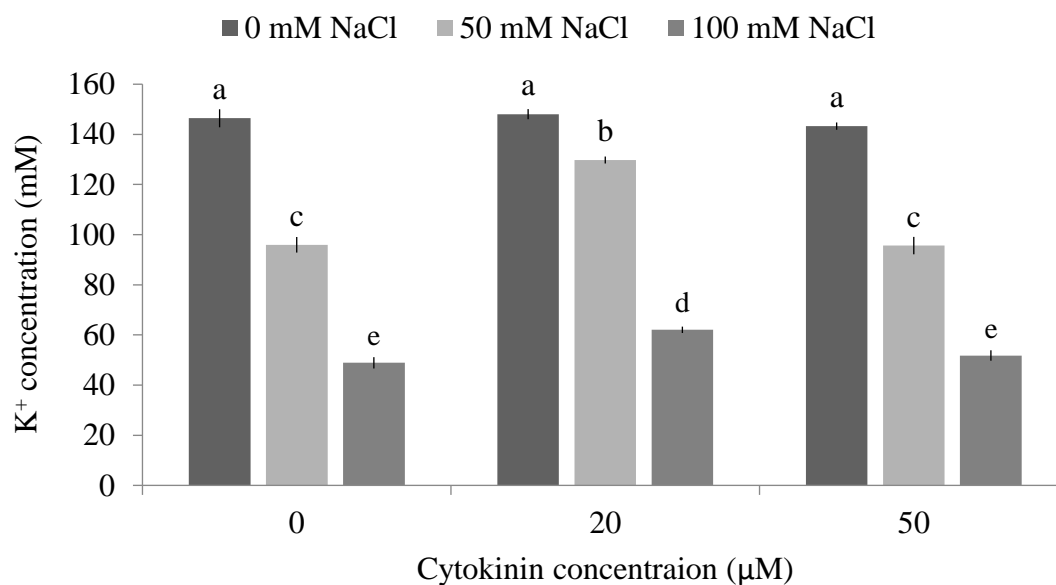 0 mM NaCl 50 mM NaCl 100 mM NaCl
K⁺ concentration (mM)
160
140
120
100
80
60
40
20
0
a
c
e
a
b
d
a
c
e
0 20 50
Cytokinin concentraion (µM)